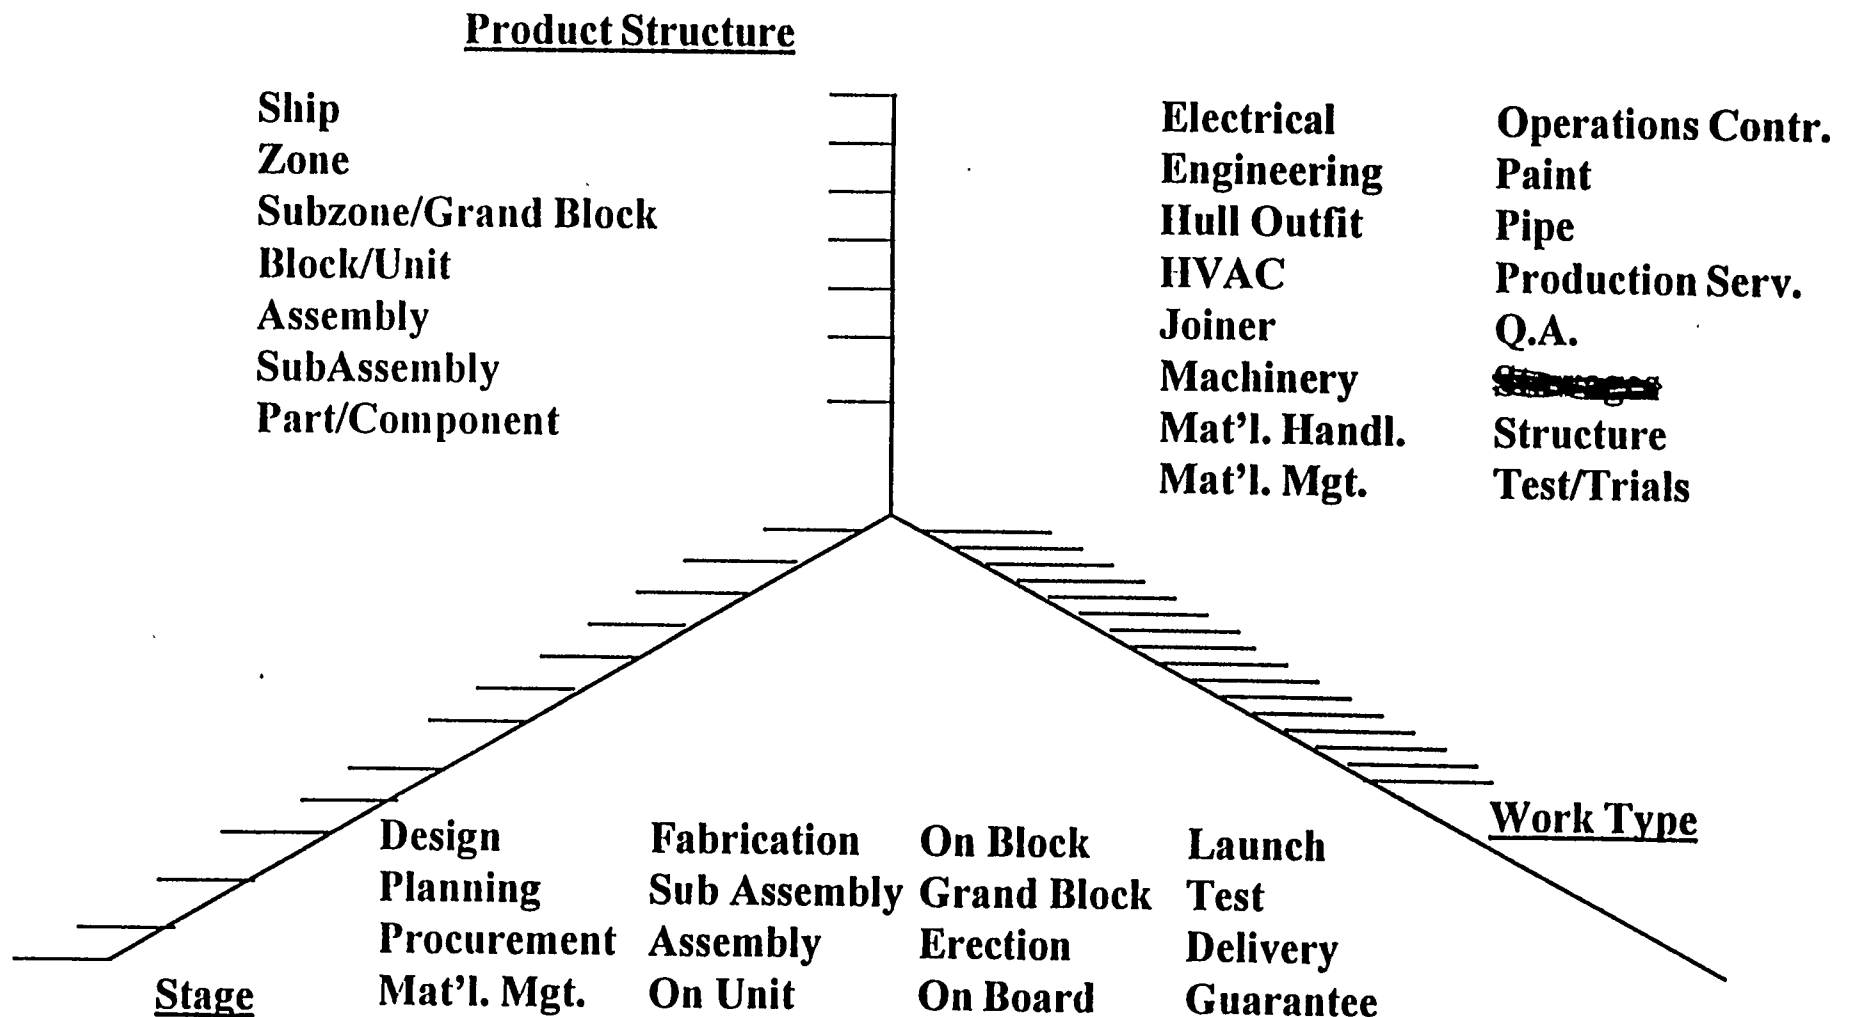 Product Structure
Ship
Zone
Subzone/Grand Block
Block/Unit
Assembly
SubAssembly
Part/Component
Electrical
Engineering
Hull Outfit
HVAC
Joiner
Machinery
Mat'l. Handl.
Mat'l. Mgt.
Operations Contr.
Paint
Pipe
Production Serv.
Q.A.
Structure
Test/Trials
Work Type
Design
Planning
Procurement
Mat'l. Mgt.
Fabrication
Sub Assembly
Assembly
On Unit
On Block
Grand Block
Erection
On Board
Launch
Test
Delivery
Guarantee
Stage